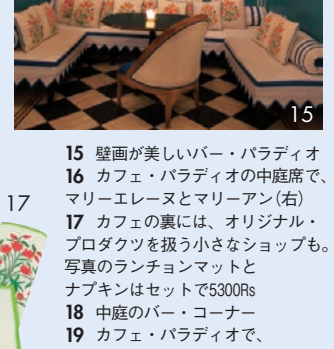 15
15 壁画が美しいバー・パラディオ
16 カフェ・パラディオの中庭席で、
マリーエレーヌとマリーアン(右)
17
17 カフェの裏には、オリジナル・
プロダクツを扱う小さなショップも。
写真のランチョンマットと
ナプキンはセットで5300Rs
18 中庭のバー・コーナー
19 カフェ・パラディオで、